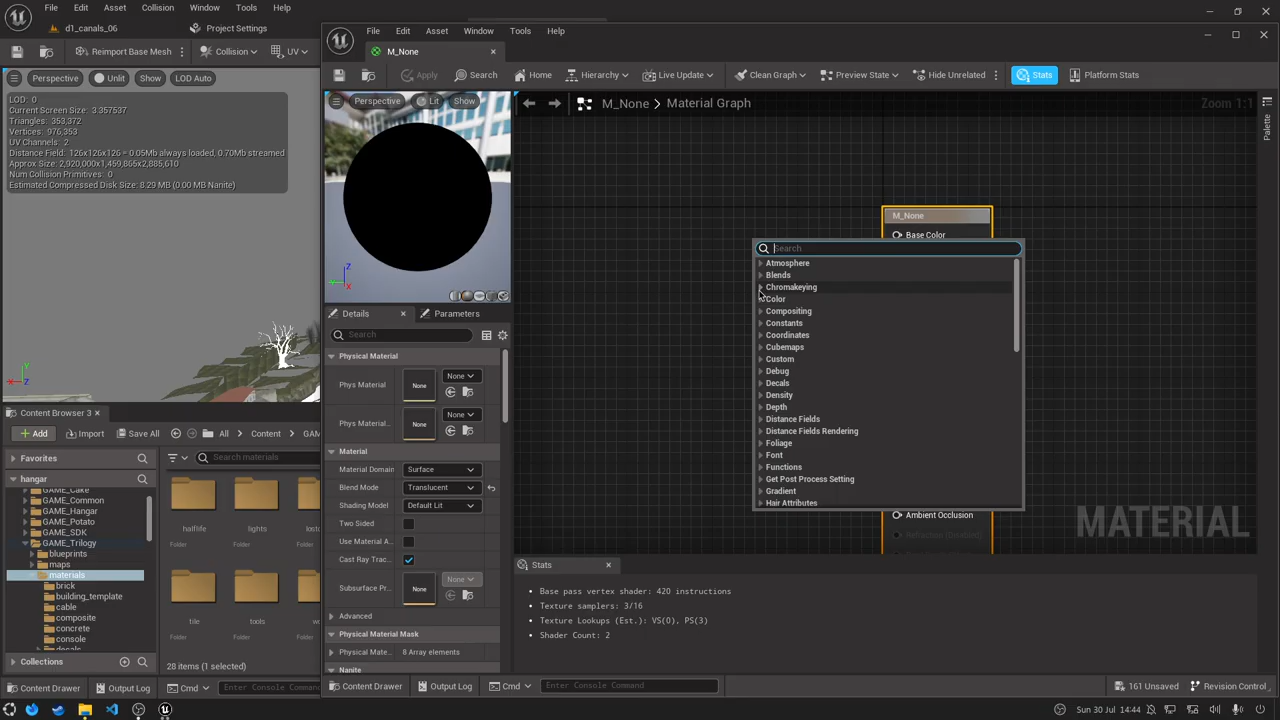 Edit Asset Collision Window Tools Help
d1_canals_06
Project Settings
Reimport Base Mesh
Collision
UV
Perspective
Unlit
Show
LOD Auto
LOD: 0
Current Screen Size: 3.357537
Triangles: 353,372
Vertices: 976,353
UV Channels: 2
Distance Field: 126x126x126 = 0.05Mb always loaded, 0.70Mb streamed
Approx Size: 2,920,000x1,459,865x2,885,610
Num Collision Primitives: 0
Estimated Compressed Disk Size: 8.29 MB (0.00 MB Nanite)
Y
X
Z
File Edit Asset Window Tools Help
M_None
Apply
Search
Home
Hierarchy
Live Update
Clean Graph
Preview State
Hide Unrelated
Stats
Platform Stats
Perspective
Lit
Show
Z
Y
X
M_None > Material Graph
Zoom 1:1
Palette
M_None
Base Color
Search
Atmosphere
Blends
Chromakeying
Color
Compositing
Constants
Coordinates
Cubemaps
Custom
Debug
Decals
Density
Depth
Distance Fields
Distance Fields Rendering
Foliage
Font
Functions
Get Post Process Setting
Gradient
Hair Attributes
Ambient Occlusion
Refraction (Disabled)
MATERIAL
Details
Parameters
Search
Physical Material
Phys Material
None
None
Phys Material...
None
None
Material
Material Domain
Surface
Blend Mode
Translucent
Shading Model
Default Lit
Two Sided
Use Material A...
Cast Ray Trac...
Subsurface Pr...
None
None
Advanced
Physical Material Mask
Physical Mate...
8 Array elements
Nanite
Stats
Base pass vertex shader: 420 instructions
Texture samplers: 3/16
Texture Lookups (Est.): VS(0), PS(3)
Shader Count: 2
Content Browser 3
Add
Import
Save All
All
Content
GAM
Favorites
hangar
GAME_Cake
GAME_Common
GAME_Hangar
GAME_Potato
GAME_SDK
GAME_Trilogy
blueprints
maps
materials
brick
building_template
cable
composite
concrete
console
decals
Collections
Search materials
halflife
Folder
lights
Folder
tile
Folder
tools
Folder
28 items (1 selected)
Content Drawer
Output Log
Cmd
Enter Console Comma
Content Drawer
Output Log
Cmd
Enter Console Command
161 Unsaved
Revision Control
Sun 30 Jul 14:44